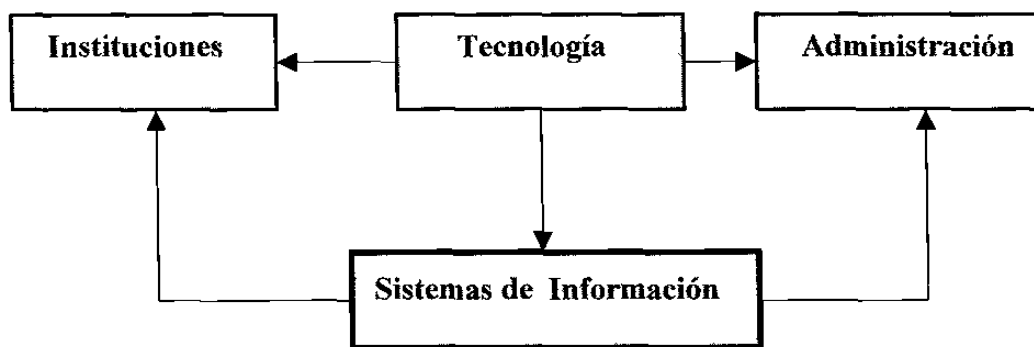 Instituciones
Tecnología
Administración
Sistemas de Información